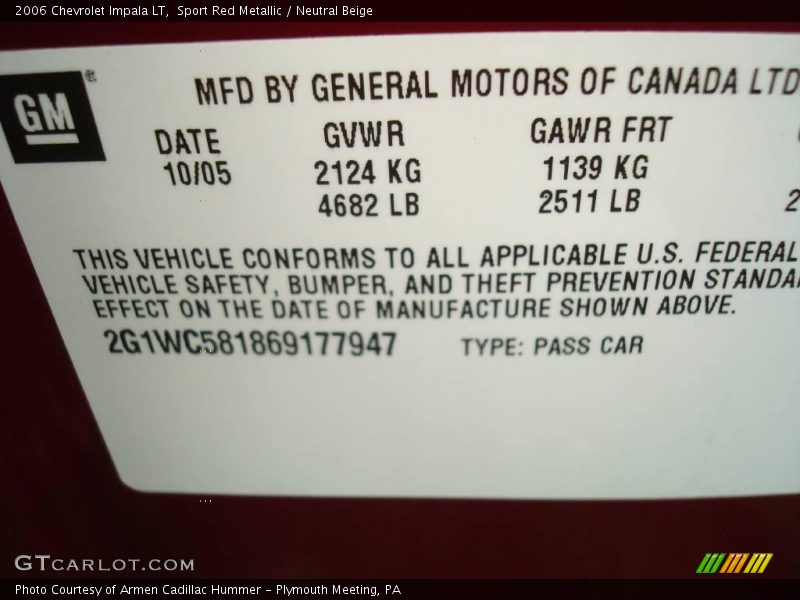 2006 Chevrolet Impala LT,  Sport Red Metallic / Neutral Beige
GM
MFD BY GENERAL MOTORS OF CANADA LTD
DATE GVWR GAWR FRT
10/05 2124 KG 1139 KG
4682 LB 2511 LB 2
THIS VEHICLE CONFORMS TO ALL APPLICABLE U.S. FEDERAL
VEHICLE SAFETY, BUMPER, AND THEFT PREVENTION STANDA
EFFECT ON THE DATE OF MANUFACTURE SHOWN ABOVE.
2G1WC581869177947 TYPE: PASS CAR
GTCARLOT.COM
Photo Courtesy of Armen Cadillac Hummer - Plymouth Meeting, PA